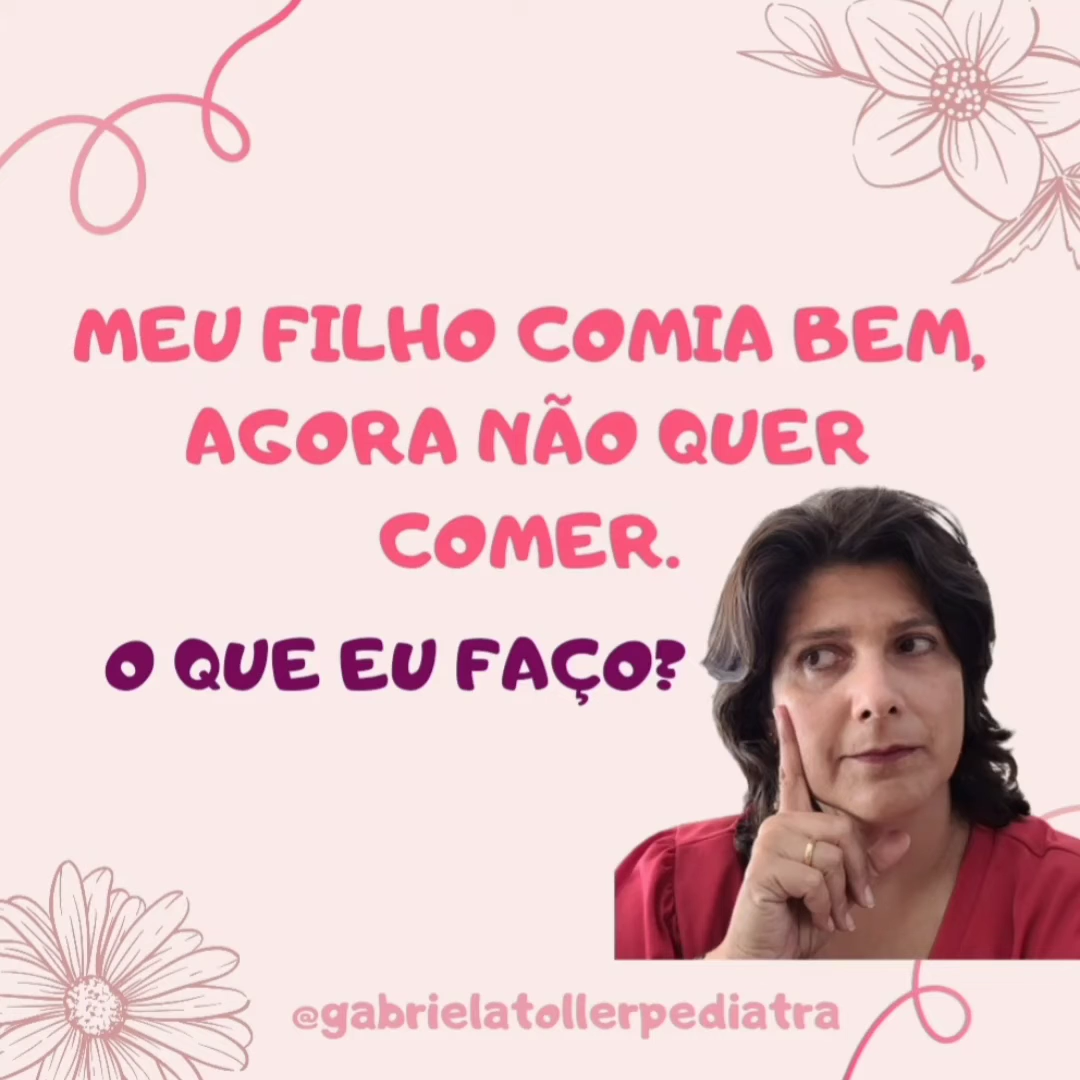 MEU FILHO COMIA BEM,
AGORA NÃO QUER
COMER.
O QUE EU FAÇO?
@gabrielatollerpediatra